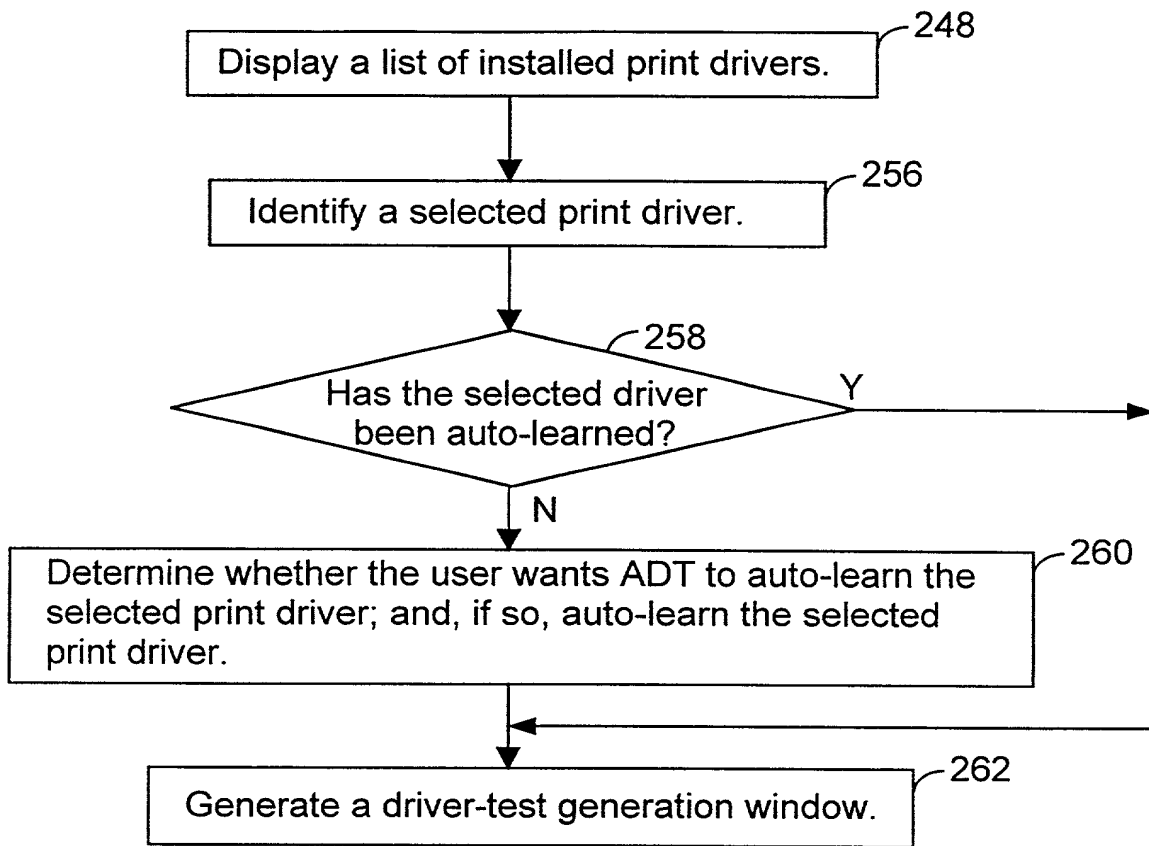 248
Display a list of installed print drivers.
256
Identify a selected print driver.
258
Has the selected driver
been auto-learned?
Y
N
260
Determine whether the user wants ADT to auto-learn the
selected print driver; and, if so, auto-learn the selected
print driver.
262
Generate a driver-test generation window.